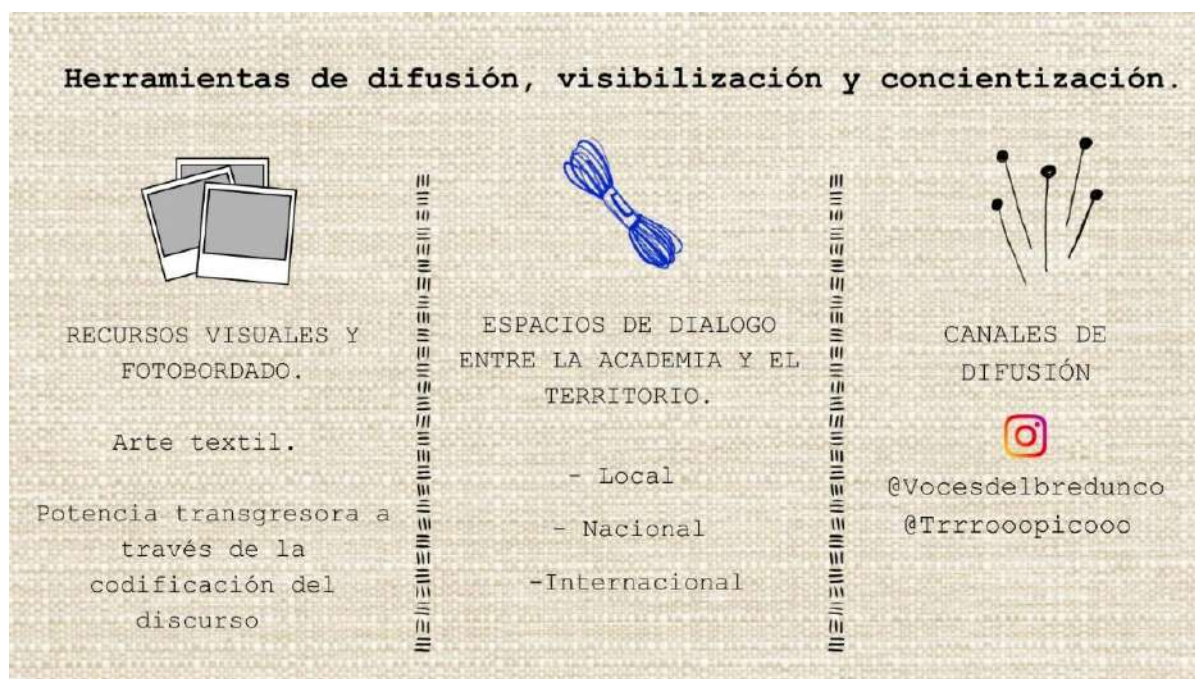 Herramientas de difusión, visibilización y concientización.
RECURSOS VISUALES Y
FOTOBORDADO.
Arte textil.
Potencia transgresora a
través de la
codificación del
discurso
ESPACIOS DE DIALOGO
ENTRE LA ACADEMIA Y EL
TERRITORIO.
- Local
- Nacional
-Internacional
CANALES DE
DIFUSIÓN
@Vocesdelbredunco
@Trrrooopicooo